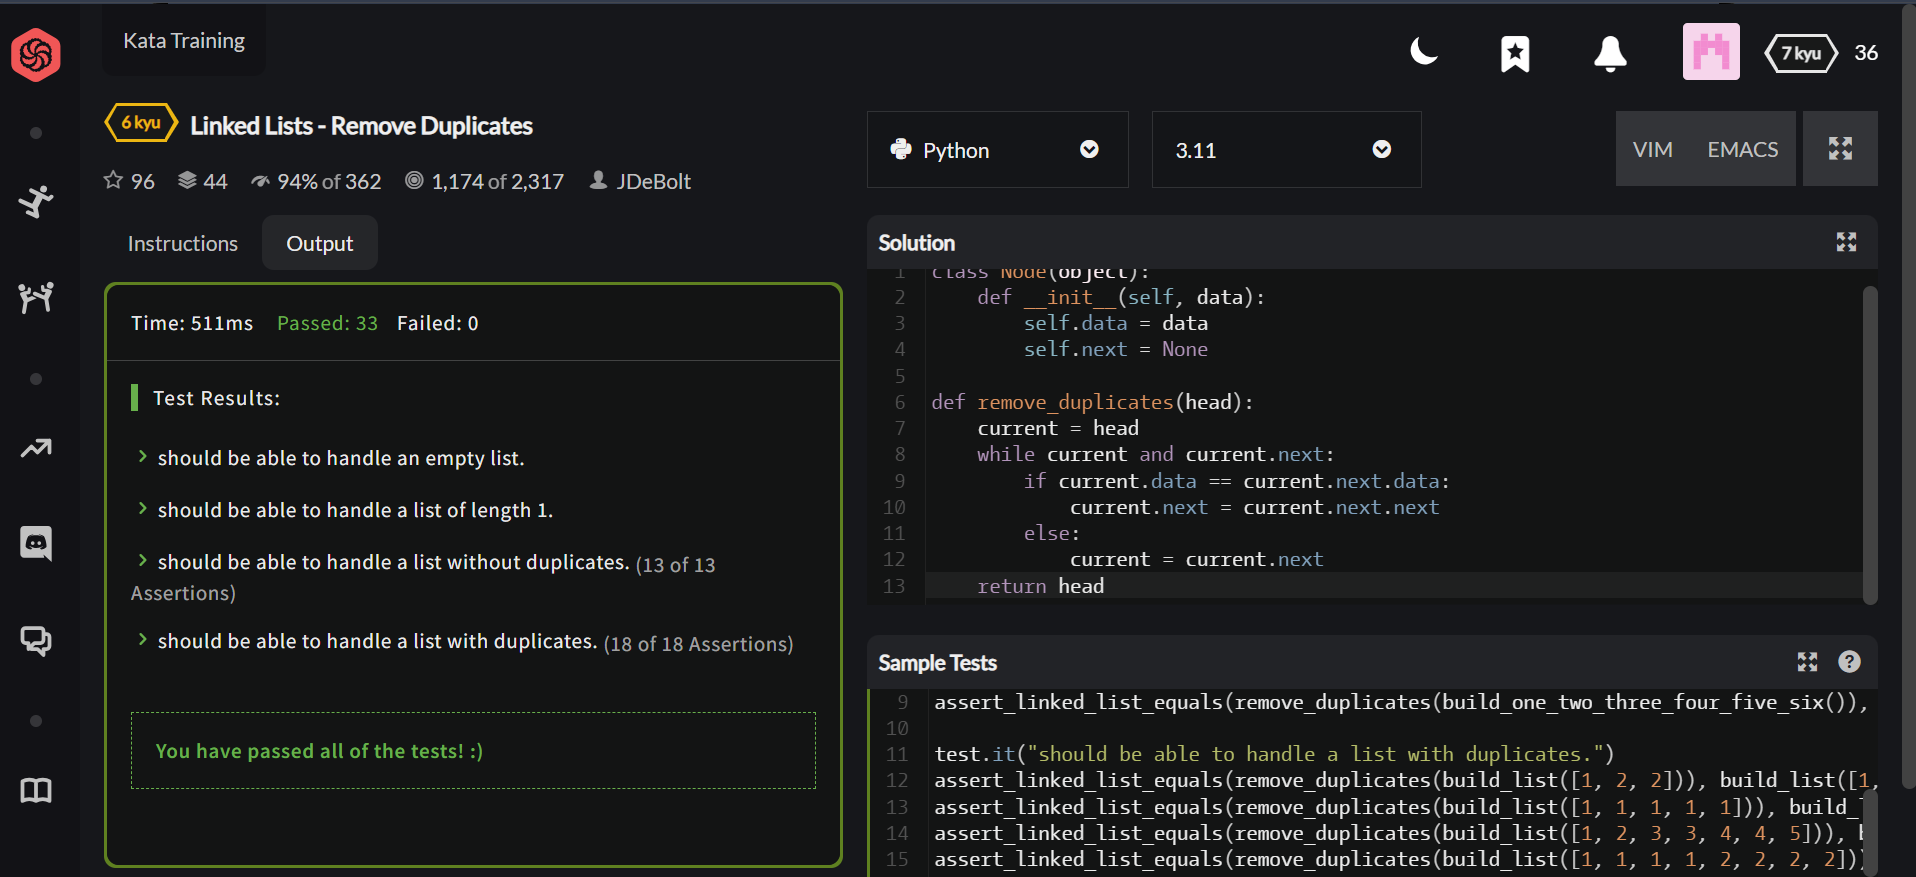 Kata Training
7 kyu 36
6 kyu Linked Lists - Remove Duplicates
96 44 94% of 362 1,174 of 2,317 JDeBolt
Python
3.11
VIM EMACS
Instructions Output
Time: 511ms Passed: 33 Failed: 0
Test Results:
should be able to handle an empty list.
should be able to handle a list of length 1.
should be able to handle a list without duplicates. (13 of 13
Assertions)
should be able to handle a list with duplicates. (18 of 18 Assertions)
You have passed all of the tests! :)
Solution
1 class Node(object):
2 def __init__(self, data):
3 self.data = data
4 self.next = None
5
6 def remove_duplicates(head):
7 current = head
8 while current and current.next:
9 if current.data == current.next.data:
10 current.next = current.next.next
11 else:
12 current = current.next
13 return head
Sample Tests
?
9 assert_linked_list_equals(remove_duplicates(build_one_two_three_four_five_six()),
10
11 test.it("should be able to handle a list with duplicates.")
12 assert_linked_list_equals(remove_duplicates(build_list([1, 2, 2])), build_list([1,
13 assert_linked_list_equals(remove_duplicates(build_list([1, 1, 1, 1, 1])), build_
14 assert_linked_list_equals(remove_duplicates(build_list([1, 2, 3, 3, 4, 4, 5])),
15 assert_linked_list_equals(remove_duplicates(build_list([1, 1, 1, 1, 2, 2, 2, 2]))